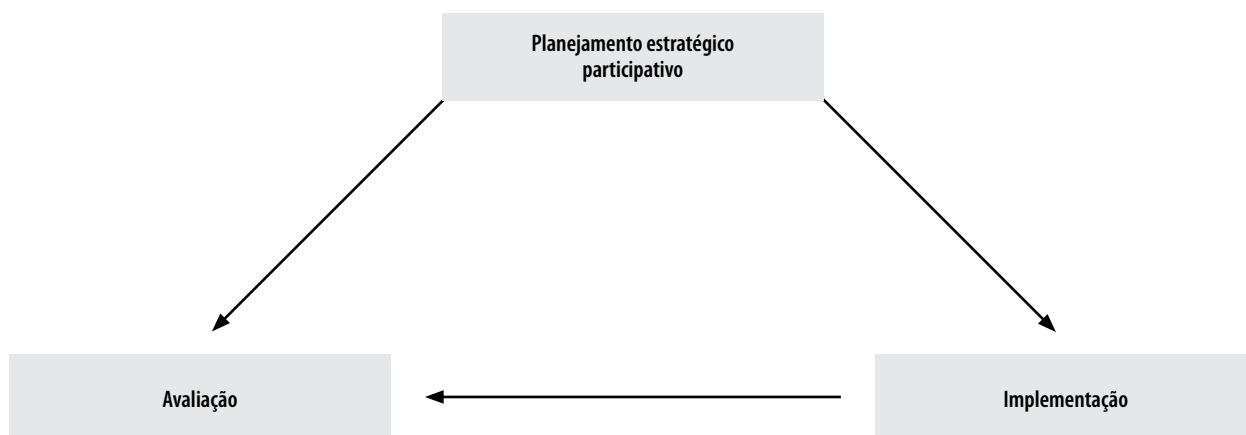 Planejamento estratégico
participativo
Avaliação
Implementação